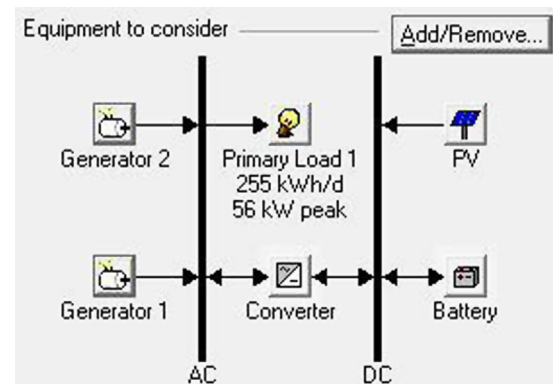 Equipment to consider
Add/Remove...
Generator 2
Primary Load 1
255 kWh/d
56 kW peak
PV
Generator 1
Converter
Battery
AC
DC